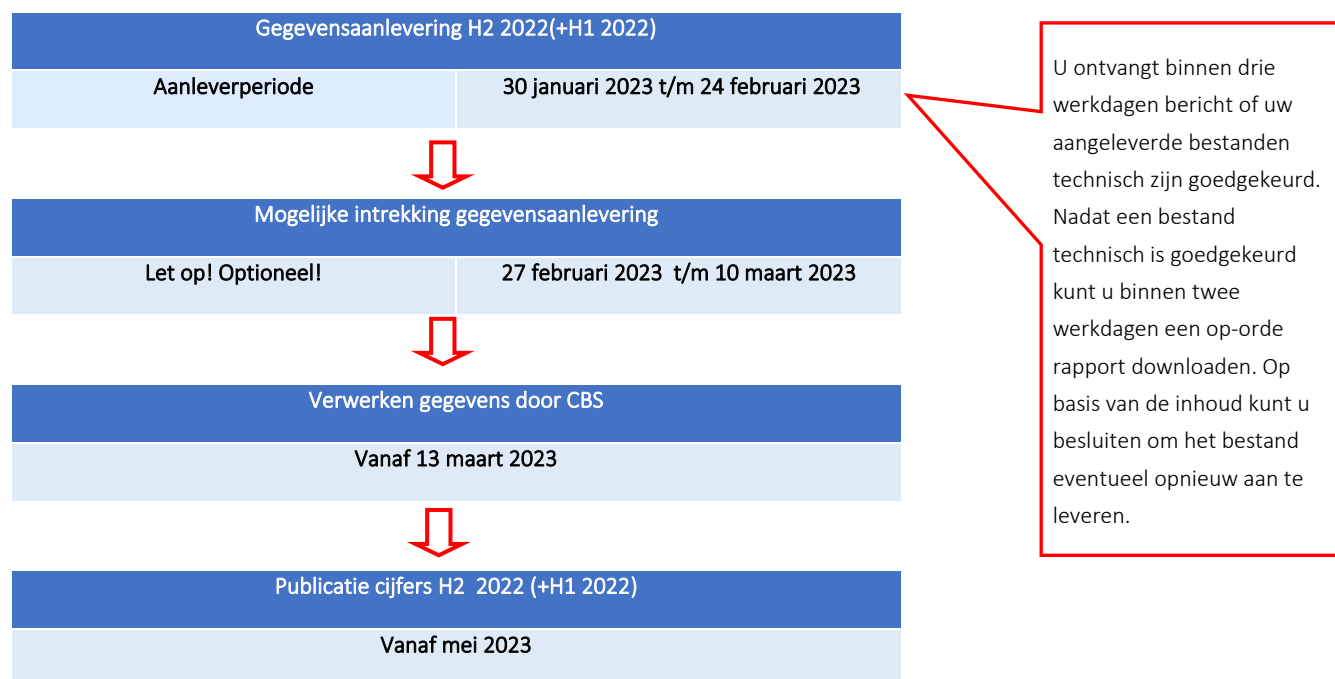 Gegevensaanlevering H2 2022(+H1 2022)
Aanleverperiode
30 januari 2023 t/m 24 februari 2023
Mogelijke intrekking gegevensaanlevering
Let op! Optioneel!
27 februari 2023 t/m 10 maart 2023
Verwerken gegevens door CBS
Vanaf 13 maart 2023
Publicatie cijfers H2 2022 (+H1 2022)
Vanaf mei 2023
U ontvangt binnen drie
werkdagen bericht of uw
aangeleverde bestanden
technisch zijn goedgekeurd.
Nadat een bestand
technisch is goedgekeurd
kunt u binnen twee
werkdagen een op-orde
rapport downloaden. Op
basis van de inhoud kunt u
besluiten om het bestand
eventueel opnieuw aan te
leveren.